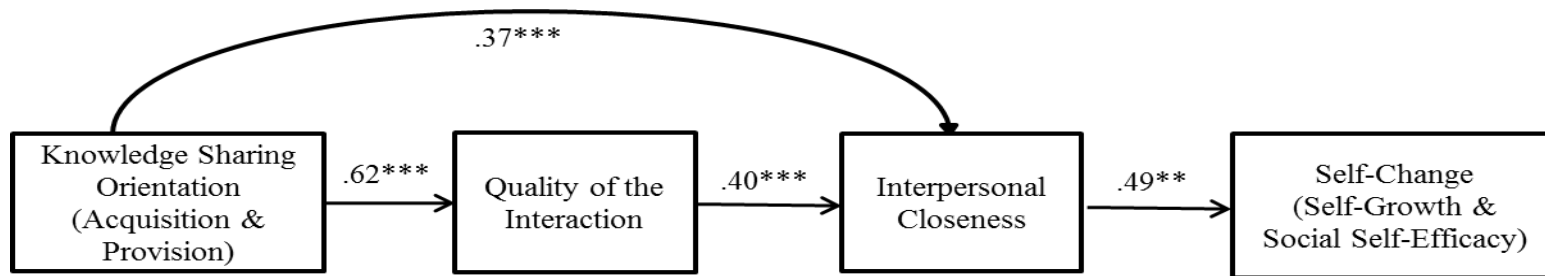 .37***
Knowledge Sharing
Orientation
(Acquisition &
Provision)
.62***
Quality of the
Interaction
.40***
Interpersonal
Closeness
.49**
Self-Change
(Self-Growth &
Social Self-Efficacy)